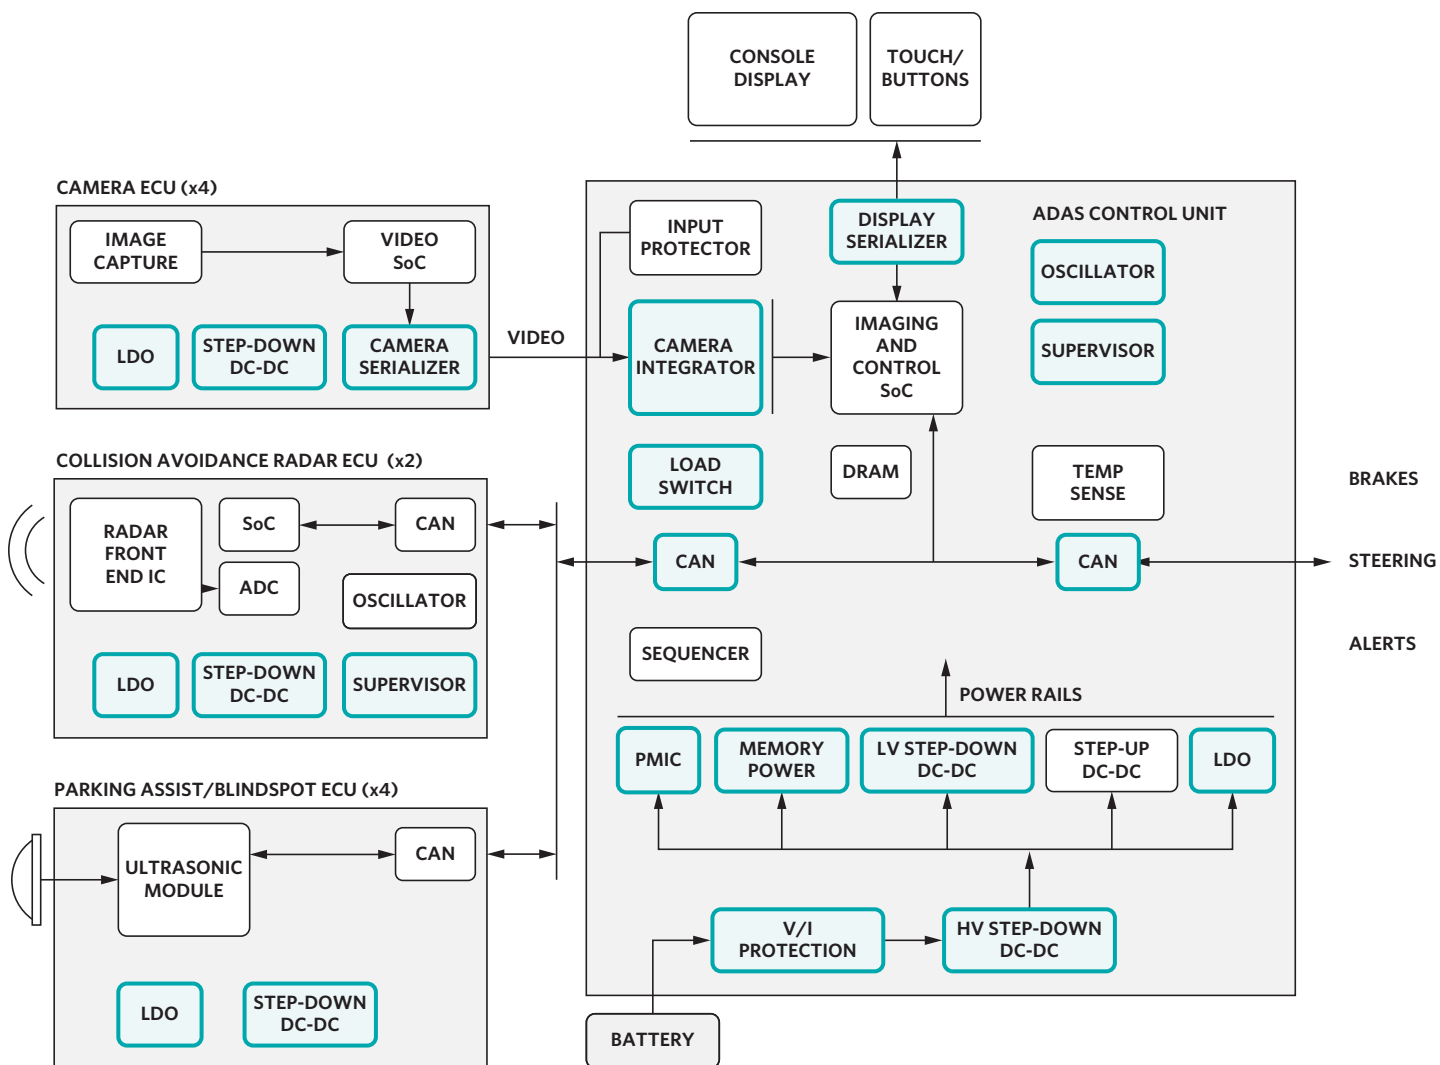 CONSOLE
DISPLAY
TOUCH/
BUTTONS
CAMERA ECU (x4)
IMAGE
CAPTURE
VIDEO
SoC
LDO
STEP-DOWN
DC-DC
CAMERA
SERIALIZER
VIDEO
COLLISION AVOIDANCE RADAR ECU (x2)
RADAR
FRONT
END IC
SoC
CAN
ADC
OSCILLATOR
LDO
STEP-DOWN
DC-DC
SUPERVISOR
PARKING ASSIST/BLINDSPOT ECU (x4)
ULTRASONIC
MODULE
CAN
LDO
STEP-DOWN
DC-DC
INPUT
PROTECTOR
DISPLAY
SERIALIZER
ADAS CONTROL UNIT
OSCILLATOR
CAMERA
INTEGRATOR
IMAGING
AND
CONTROL
SoC
SUPERVISOR
LOAD
SWITCH
DRAM
TEMP
SENSE
CAN
CAN
BRAKES
STEERING
ALERTS
SEQUENCER
POWER RAILS
PMIC
MEMORY
POWER
LV STEP-DOWN
DC-DC
STEP-UP
DC-DC
LDO
V/I
PROTECTION
HV STEP-DOWN
DC-DC
BATTERY